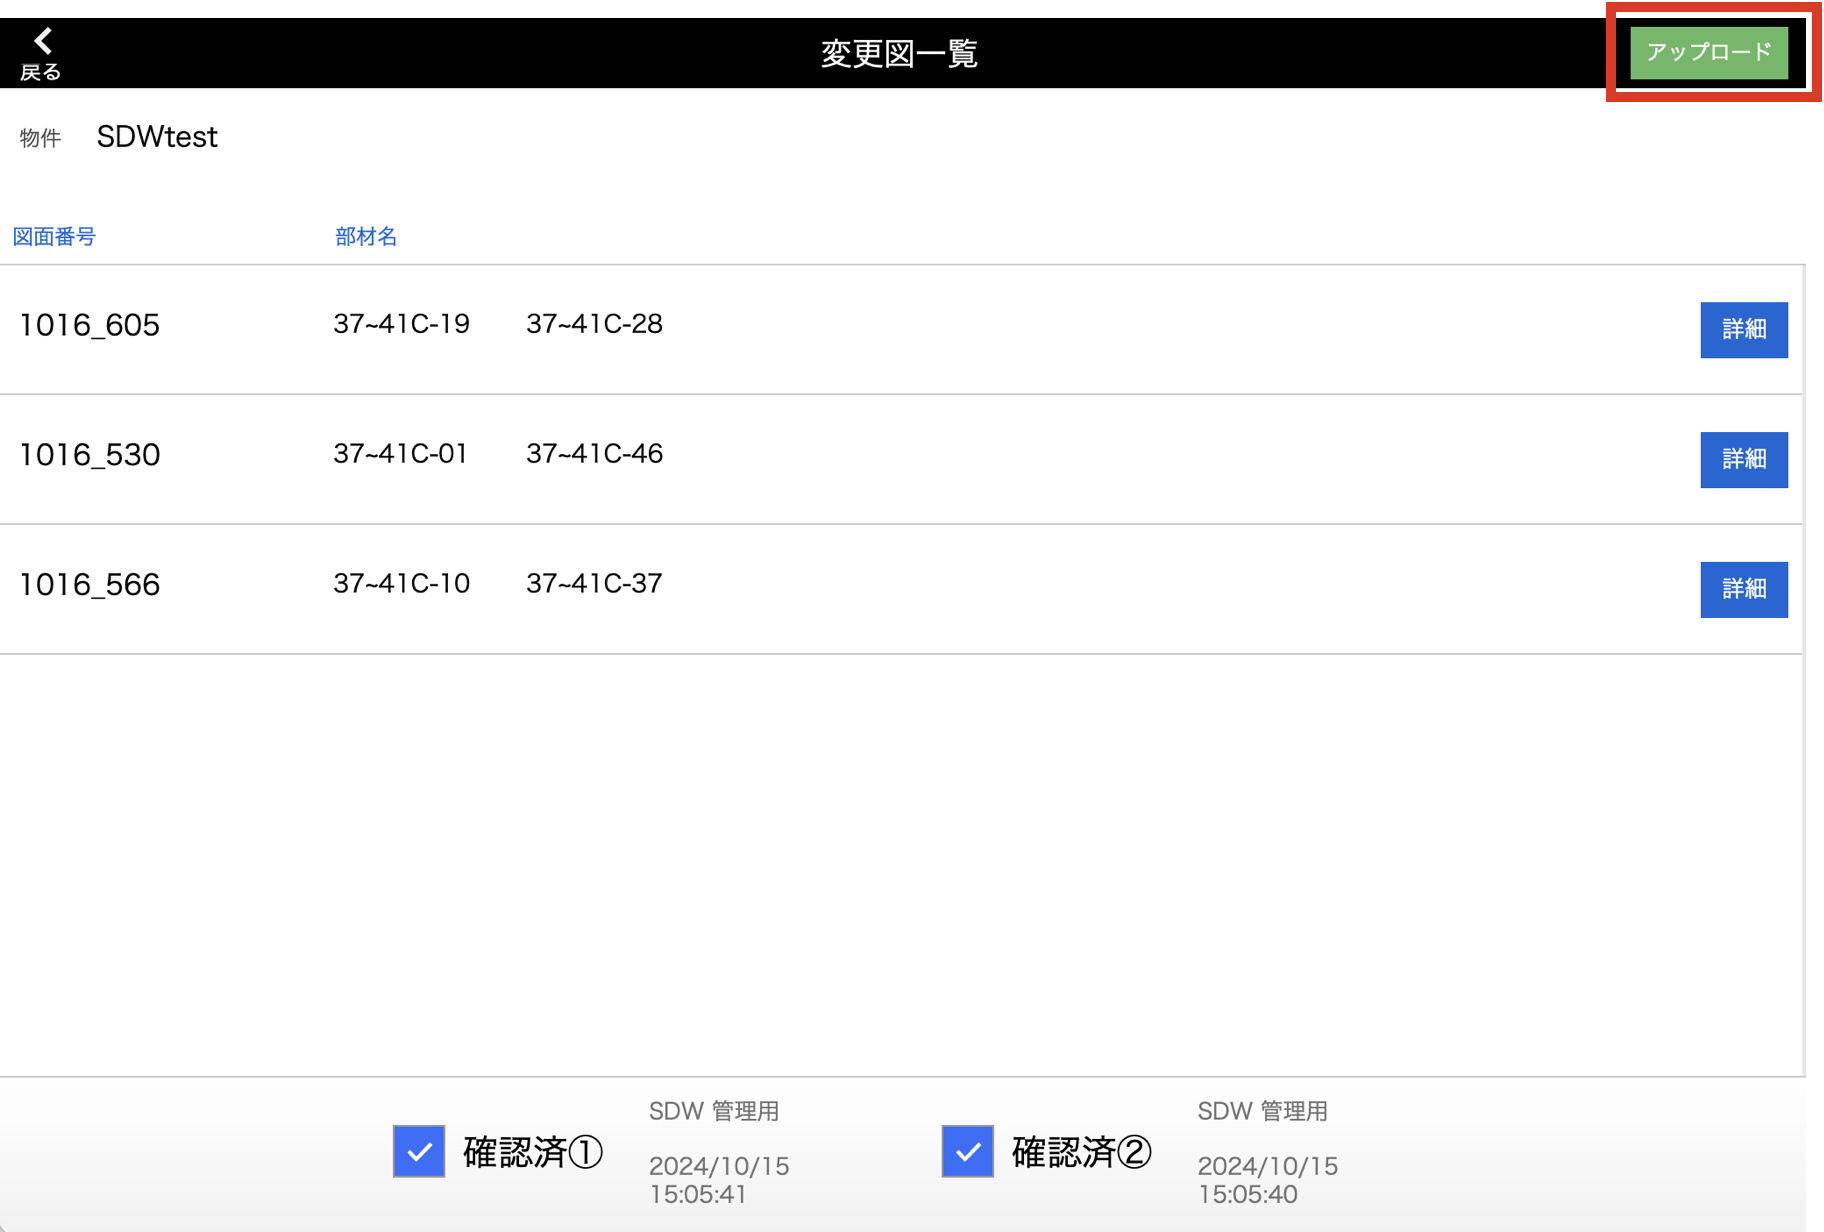 戻る
変更図一覧
アップロード
物件 SDWtest
図面番号 部材名
1016_605 37~41C-19 37~41C-28 詳細
1016_530 37~41C-01 37~41C-46 詳細
1016_566 37~41C-10 37~41C-37 詳細
確認済①
SDW 管理用
2024/10/15
15:05:41
確認済②
SDW 管理用
2024/10/15
15:05:40